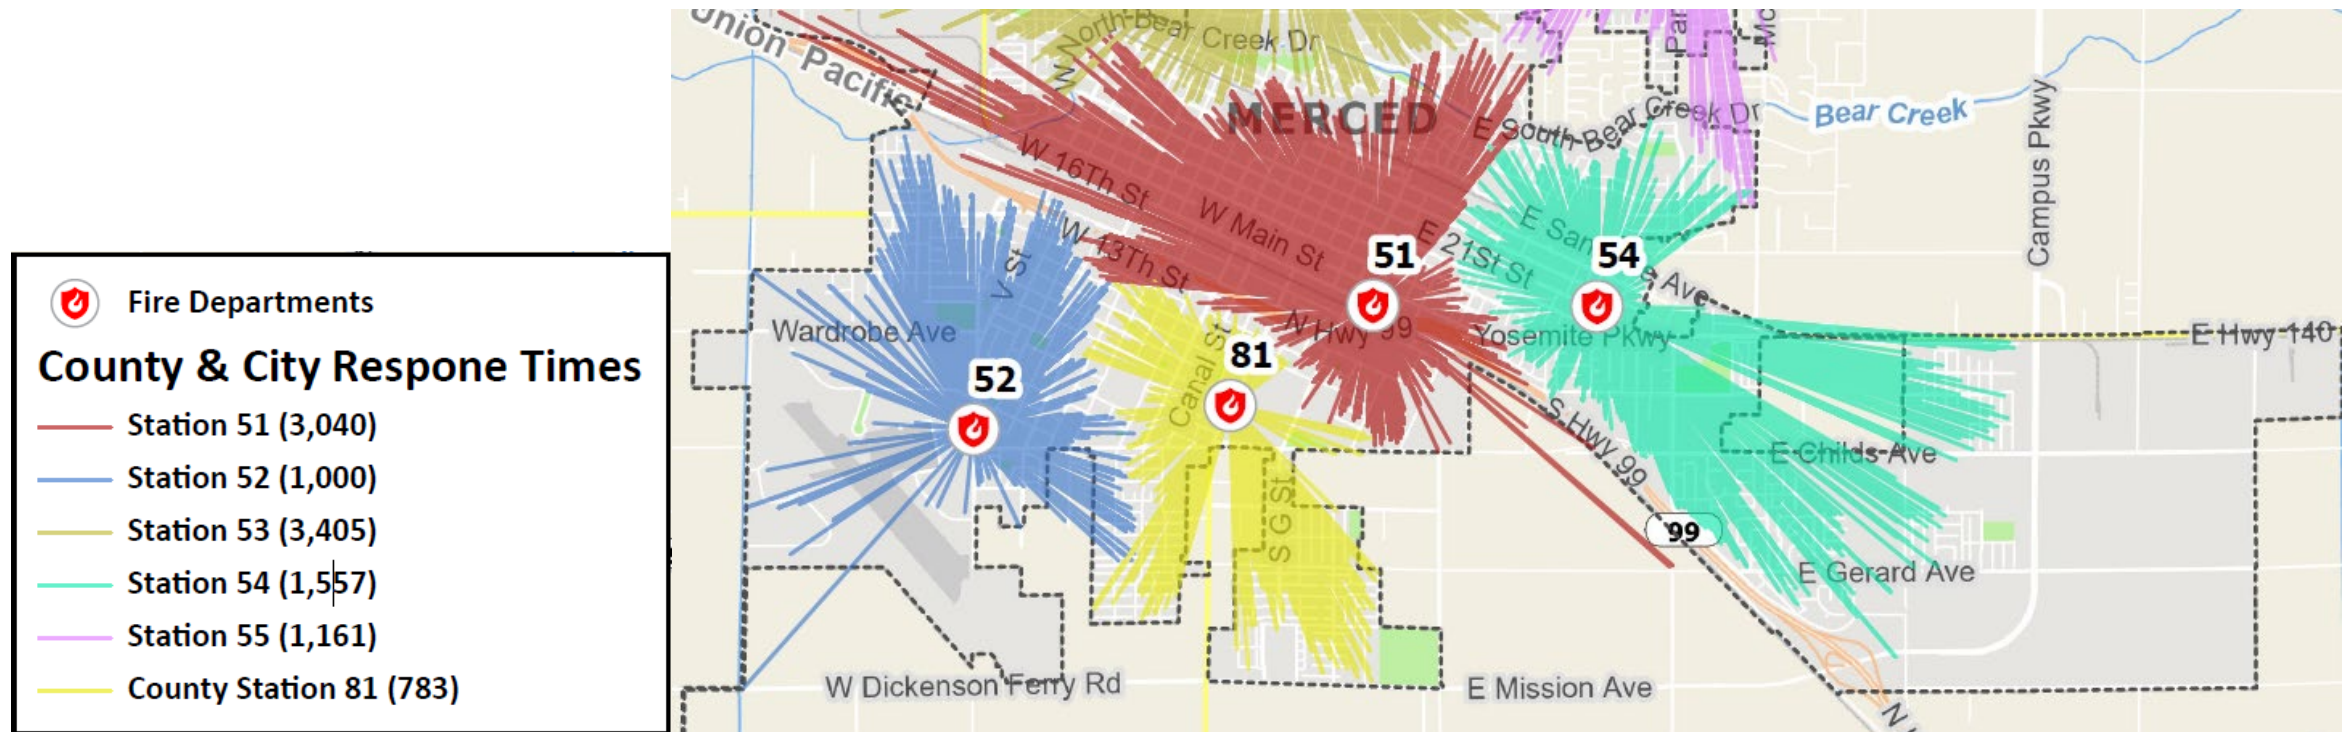 Fire Departments
County & City Respone Times
Station 51 (3,040)
Station 52 (1,000)
Station 53 (3,405)
Station 54 (1,557)
Station 55 (1,161)
County Station 81 (783)
Union Pacific
W North-Bear Creek Dr
MERCED
E South-Bear Creek Dr
Bear Creek
Campus Pkwy
W 16Th St
W Main St
W 13Th St
E 21St St
51
54
V St
Wardrobe Ave
N Hwy 99
Yosemite Pkwy
E Hwy 140
52
81
Canal St
S Hwy 99
E Childs Ave
S G St
99
E Gerard Ave
W Dickenson Ferry Rd
E Mission Ave